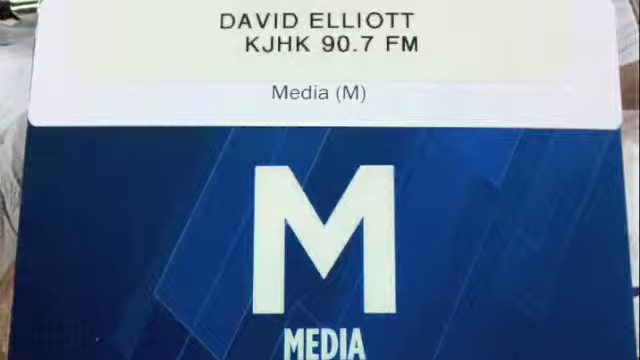 DAVID ELLIOTT
KJHK 90.7 FM
Media (M)
M
MEDIA